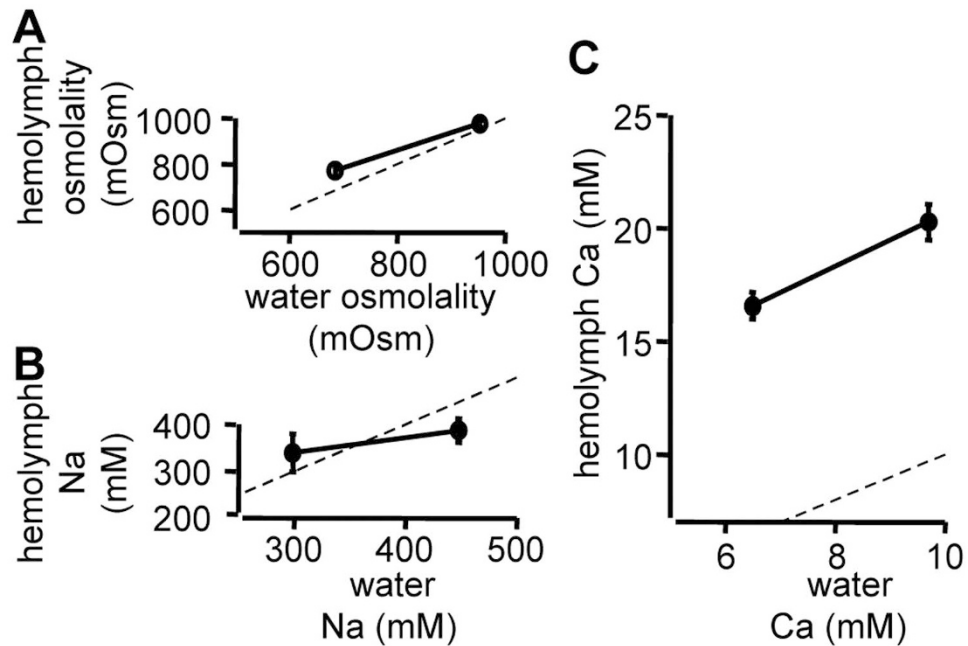 A
hemolymph
osmolality
(mOsm)
1000
800
600
600 800 1000
water osmolality
(mOsm)
B
hemolymph
Na
(mM)
400
300
200
300 400 500
water
Na (mM)
C
hemolymph Ca (mM)
25
20
15
10
6 8 10
water
Ca (mM)